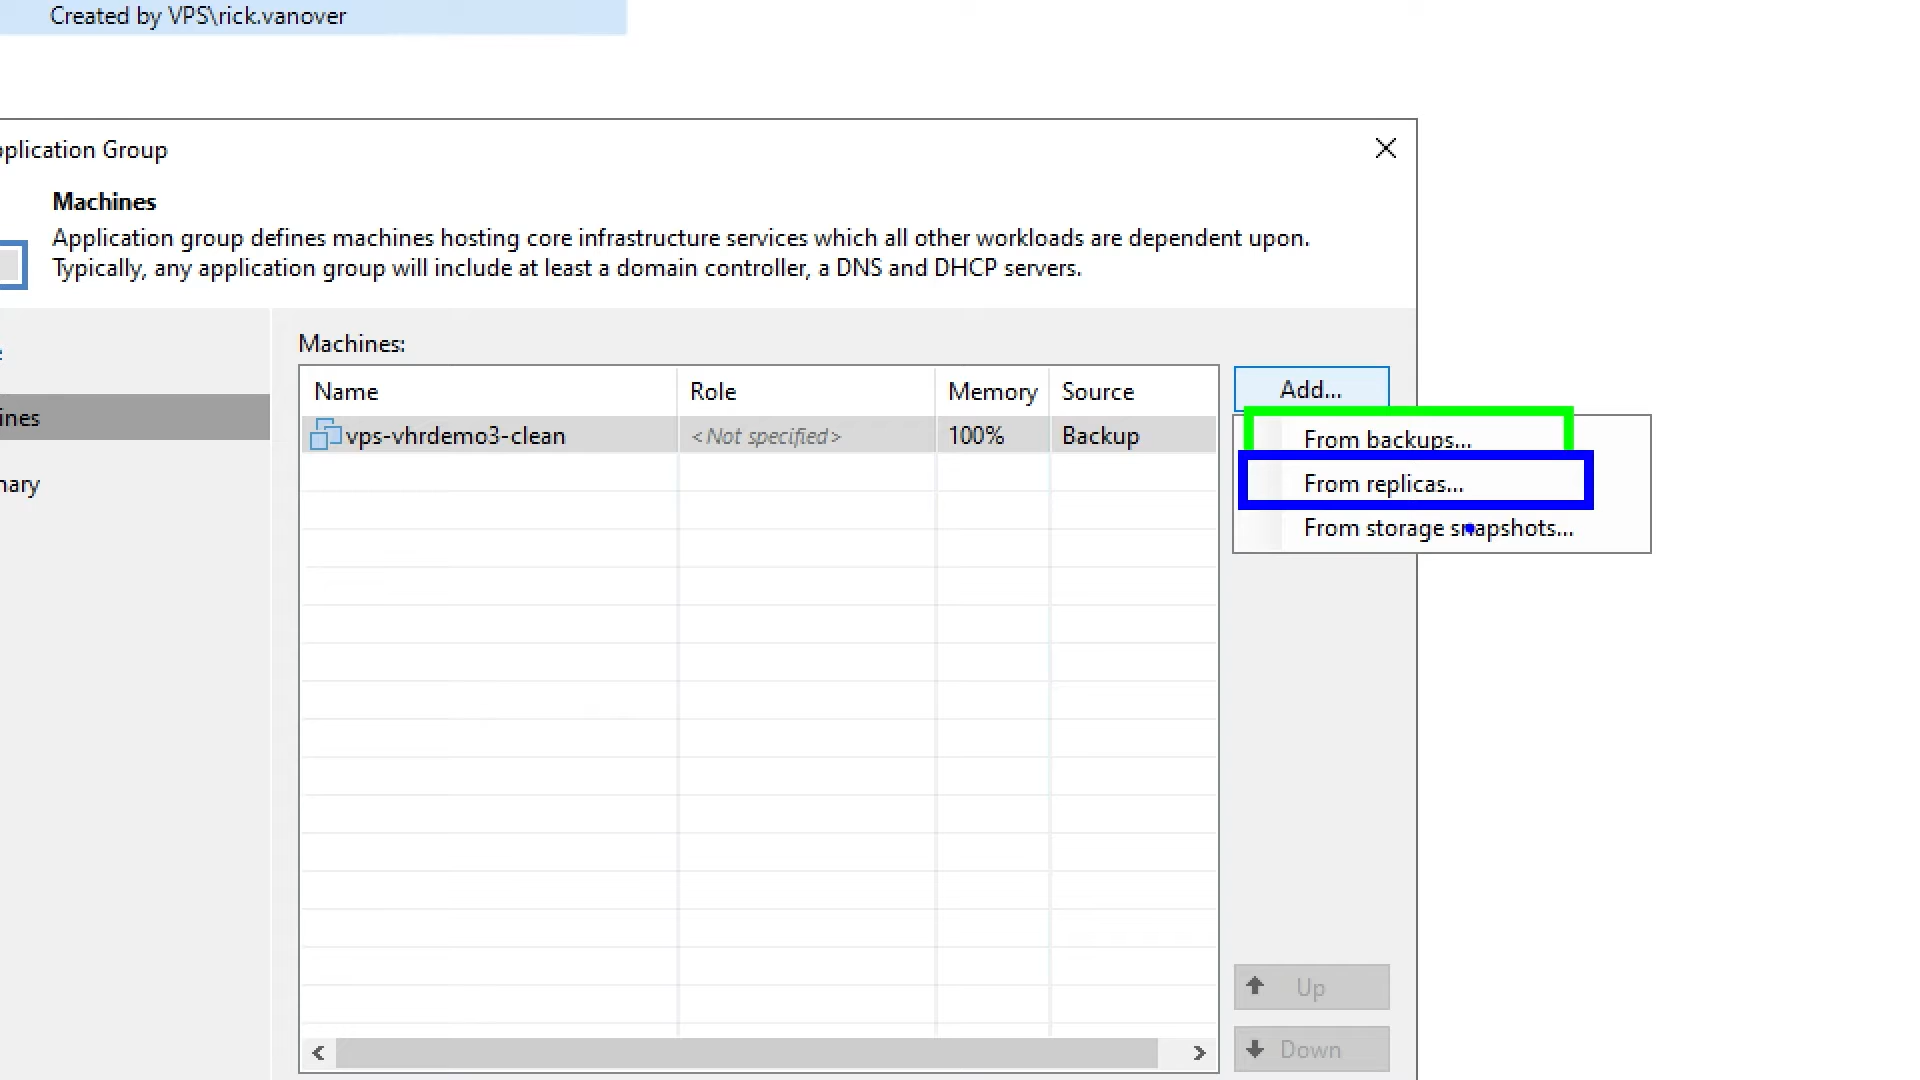 Created by VPS\rick.vanover
plication Group
Machines
Application group defines machines hosting core infrastructure services which all other workloads are dependent upon.
Typically, any application group will include at least a domain controller, a DNS and DHCP servers.
Machines:
Name Role Memory Source
Add...
ines
vps-vhrdemo3-clean <Not specified> 100% Backup
From backups...
From replicas...
From storage snapshots...
ary
Up
Down